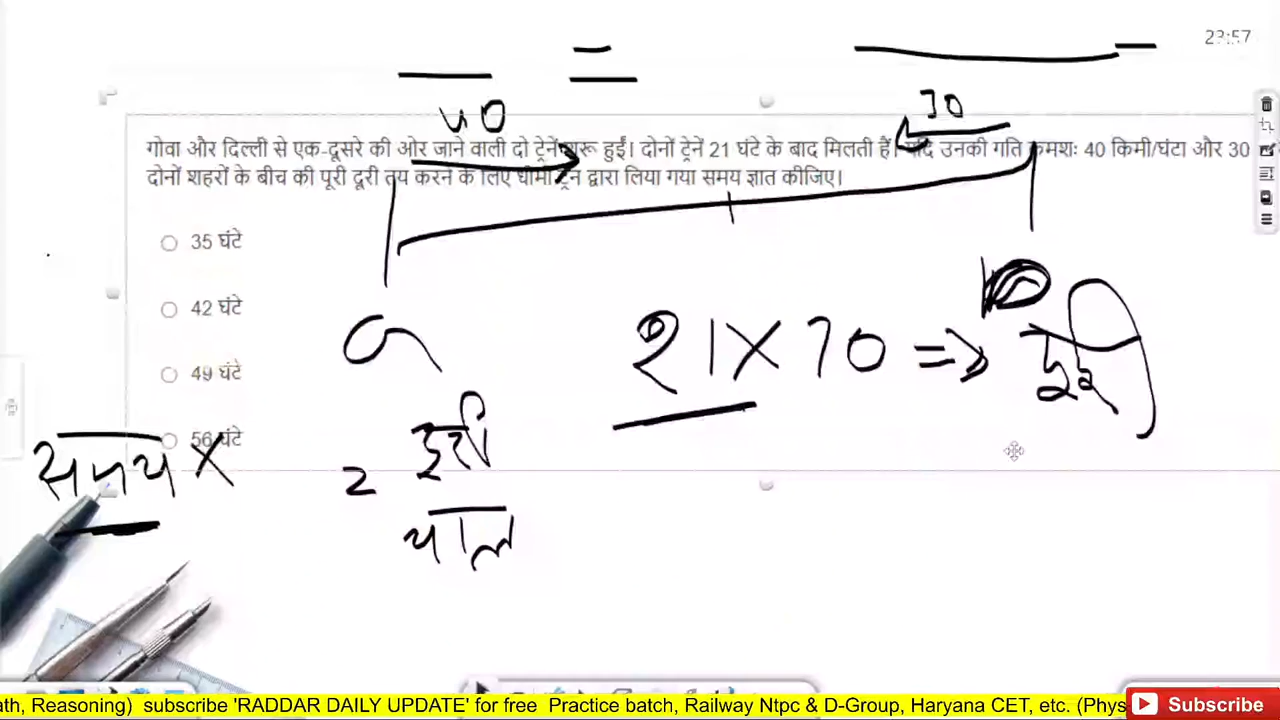 23:57
40
30
गोवा और दिल्ली से एक-दूसरे की ओर जाने वाली दो ट्रेनें शुरू हुईं। दोनों ट्रेनें 21 घंटे के बाद मिलती हैं। यदि उनकी गति क्रमशः 40 किमी/घंटा और 30
दोनों शहरों के बीच की पूरी दूरी तय करने के लिए धीमी ट्रेन द्वारा लिया गया समय ज्ञात कीजिए।
35 घंटे
42 घंटे
49 घंटे
56 घंटे
21 X 70 =>
समय X
= दूरी
चाल
ath, Reasoning) subscribe 'RADDAR DAILY UPDATE' for free Practice batch, Railway Ntpc & D-Group, Haryana CET, etc. (Phys
Subscribe